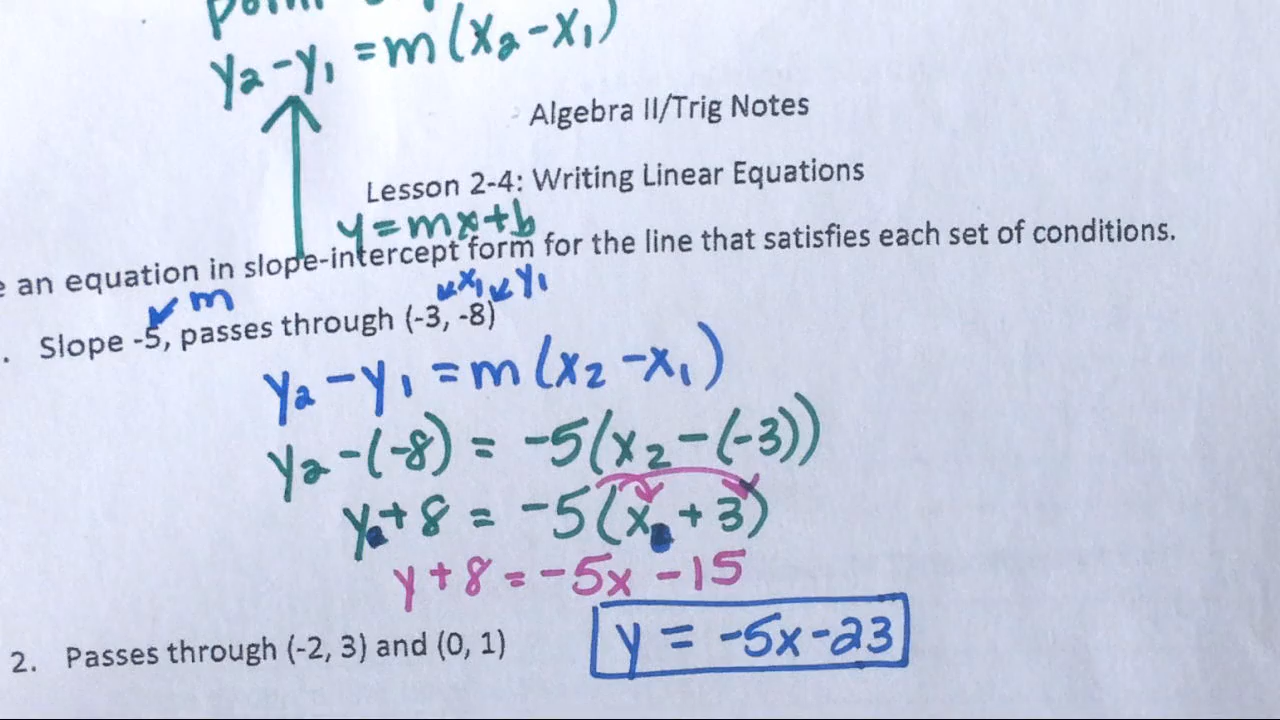 y₂-y₁ = m(x₂-x₁)
Algebra II/Trig Notes
Lesson 2-4: Writing Linear Equations
y = mx+b
an equation in slope-intercept form for the line that satisfies each set of conditions.
m x₁ y₁
Slope -5, passes through (-3, -8)
y₂-y₁ = m(x₂-x₁)
y₂-(-8) = -5(x₂-(-3))
y+8 = -5(x+3)
y+8 = -5x-15
y = -5x-23
2. Passes through (-2, 3) and (0, 1)